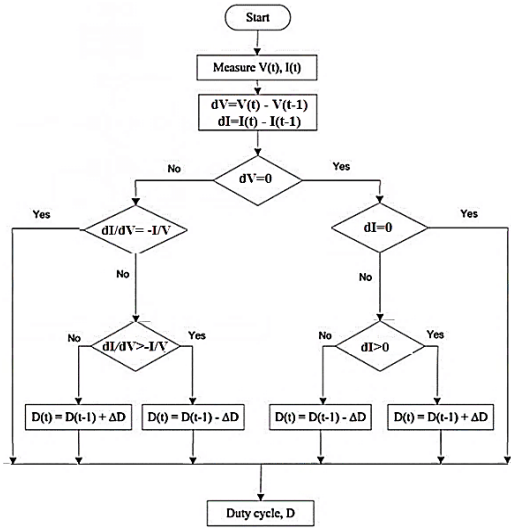 Start
Measure V(t), I(t)
dV=V(t) - V(t-1)
dI=I(t) - I(t-1)
No
dV=0
Yes
Yes
dI/dV= -I/V
dI=0
Yes
No
No
No
dI/dV>-I/V
Yes
No
dI>0
Yes
D(t) = D(t-1) + ΔD
D(t) = D(t-1) - ΔD
D(t) = D(t-1) - ΔD
D(t) = D(t-1) + ΔD
Duty cycle, D